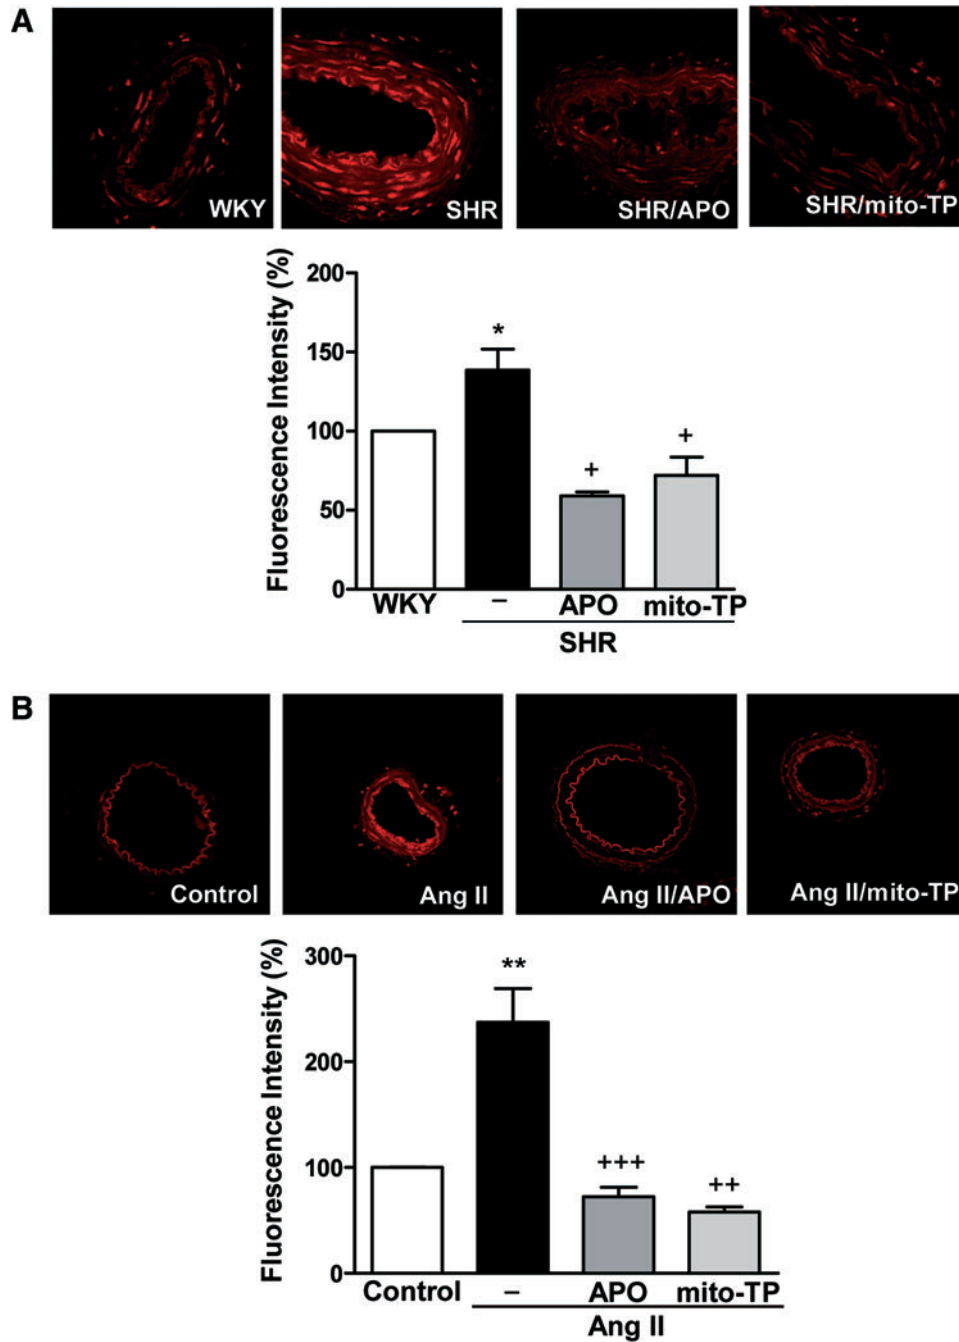 A
WKY
SHR
SHR/APO
SHR/mito-TP
Fluorescence Intensity (%)
200
*
150
100
+
+
50
0
WKY
–
APO
mito-TP
SHR
B
Control
Ang II
Ang II/APO
Ang II/mito-TP
Fluorescence Intensity (%)
300
**
200
100
+++
++
0
Control
–
APO
mito-TP
Ang II